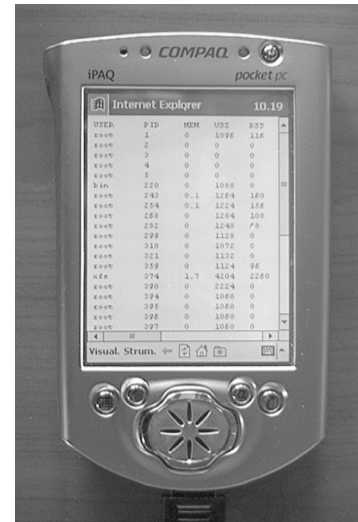 COMPAQ
iPAQ pocket pc
Internet Explorer 10.19
USER PID MEM VSZ RSS
root 1 0 1096 116
root 2 0 0 0
root 3 0 0 0
root 4 0 0 0
root 5 0 0 0
bin 220 0 1088 0
root 243 0.1 1264 160
root 254 0.1 1224 156
root 268 0 1284 108
root 282 0 1248
root 299 0 1128 0
root 310 0 1072 0
root 321 0 1132 0
root 359 0 1124 96
xfs 374 1.7 4204 2260
root 390 0 2224 0
root 394 0 1060 0
root 395 0 1060 0
root 396 0 1060 0
root 397 0 1060 0
Visual. Strum.